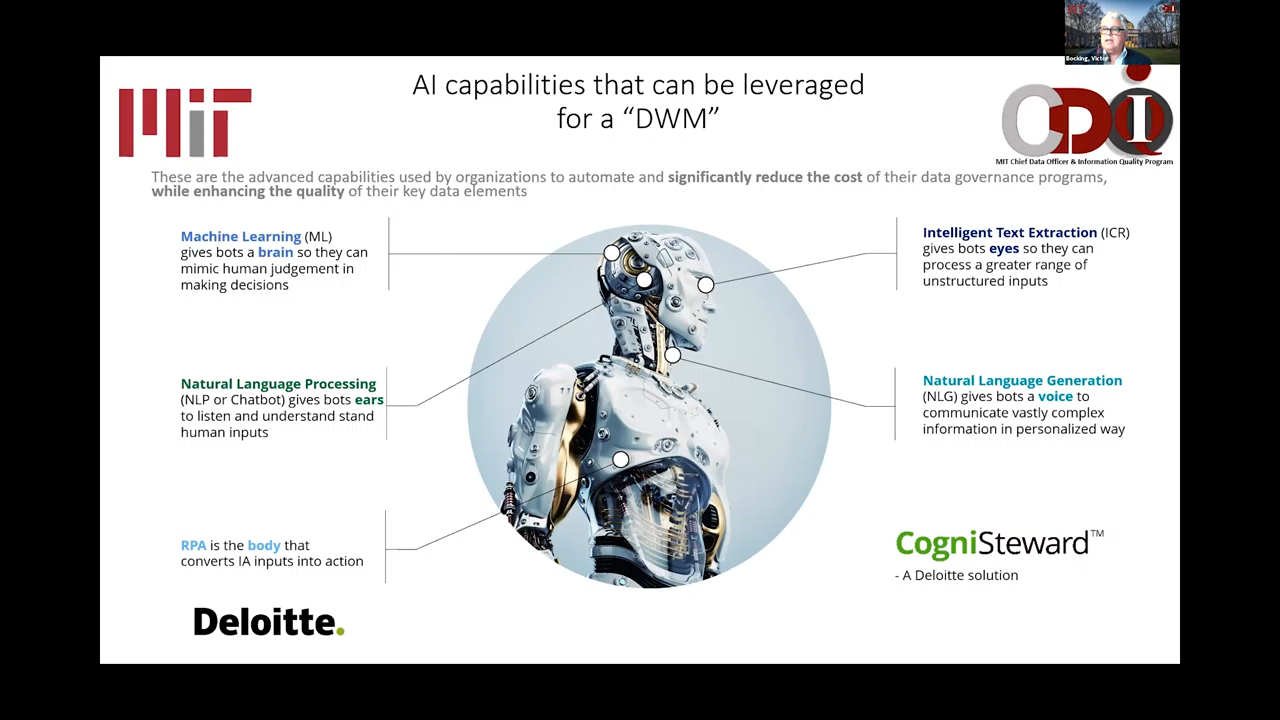 Bocking, Victor
MIT
AI capabilities that can be leveraged
for a “DWM”
CDIQ
MIT Chief Data Officer & Information Quality Program
These are the advanced capabilities used by organizations to automate and significantly reduce the cost of their data governance programs,
while enhancing the quality of their key data elements
Machine Learning (ML)
gives bots a brain so they can
mimic human judgement in
making decisions
Intelligent Text Extraction (ICR)
gives bots eyes so they can
process a greater range of
unstructured inputs
Natural Language Processing
(NLP or Chatbot) gives bots ears
to listen and understand stand
human inputs
Natural Language Generation
(NLG) gives bots a voice to
communicate vastly complex
information in personalized way
RPA is the body that
converts IA inputs into action
CogniSteward™
- A Deloitte solution
Deloitte.